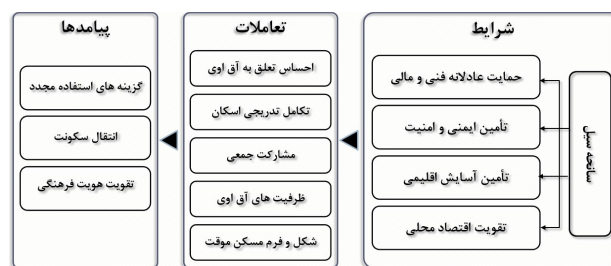 شرایط
سانحه سیل
حمایت عادلانه فنی و مالی
تأمین ایمنی و امنیت
تأمین آسایش اقلیمی
تقویت اقتصاد محلی
تعاملات
احساس تعلق به آق اوی
تکامل تدریجی اسکان
مشارکت جمعی
ظرفیت های آق اوی
شکل و فرم مسکن موقت
پیامدها
گزینه های استفاده مجدد
انتقال سکونت
تقویت هویت فرهنگی